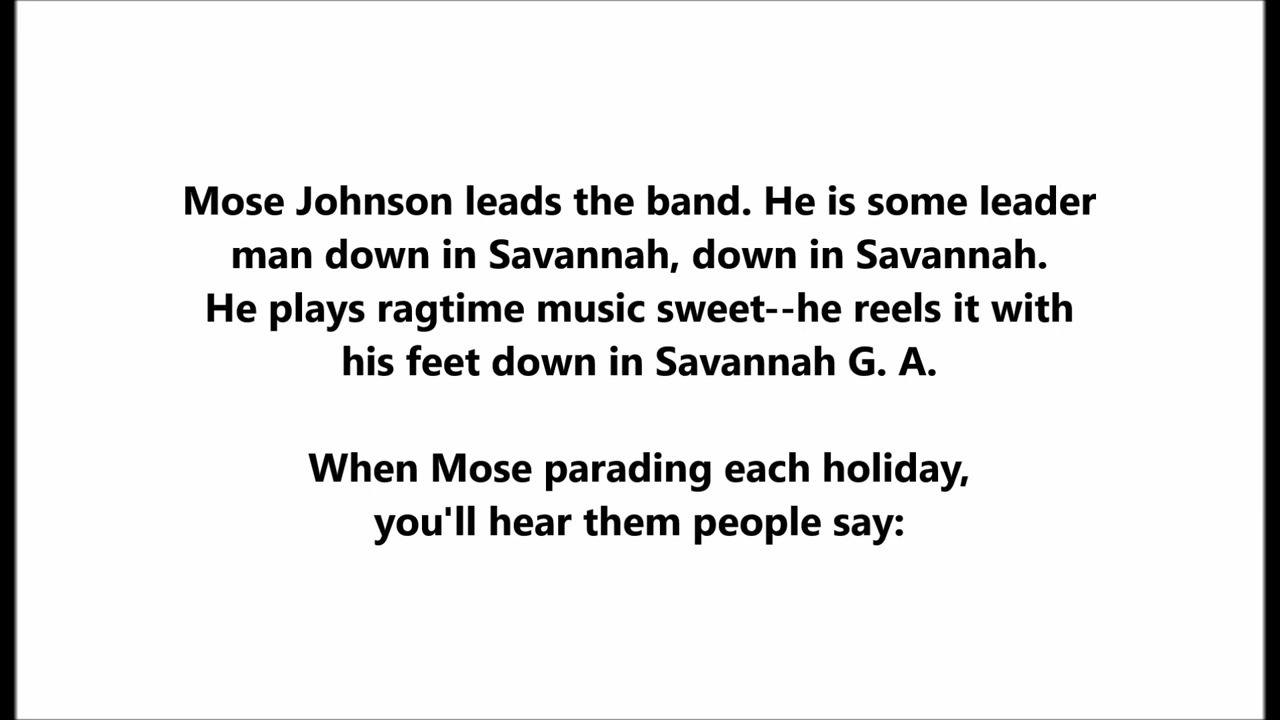 Mose Johnson leads the band. He is some leader
man down in Savannah, down in Savannah.
He plays ragtime music sweet--he reels it with
his feet down in Savannah G. A.
When Mose parading each holiday,
you'll hear them people say: